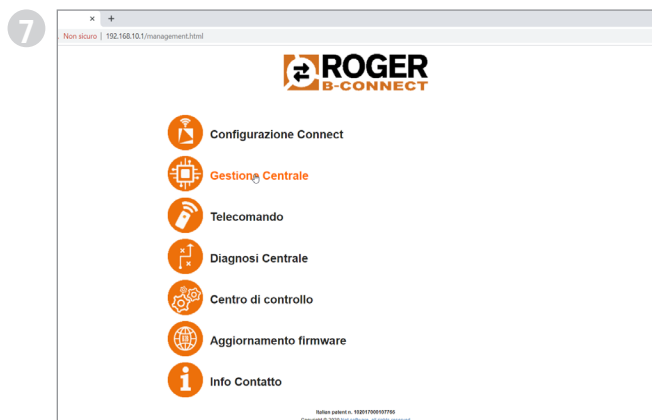 7
× +
Non sicuro | 192.168.10.1/management.html
ROGER
B-CONNECT
Configurazione Connect
Gestione Centrale
Telecomando
Diagnosi Centrale
Centro di controllo
Aggiornamento firmware
Info Contatto
Italian patent n. 102017000107766